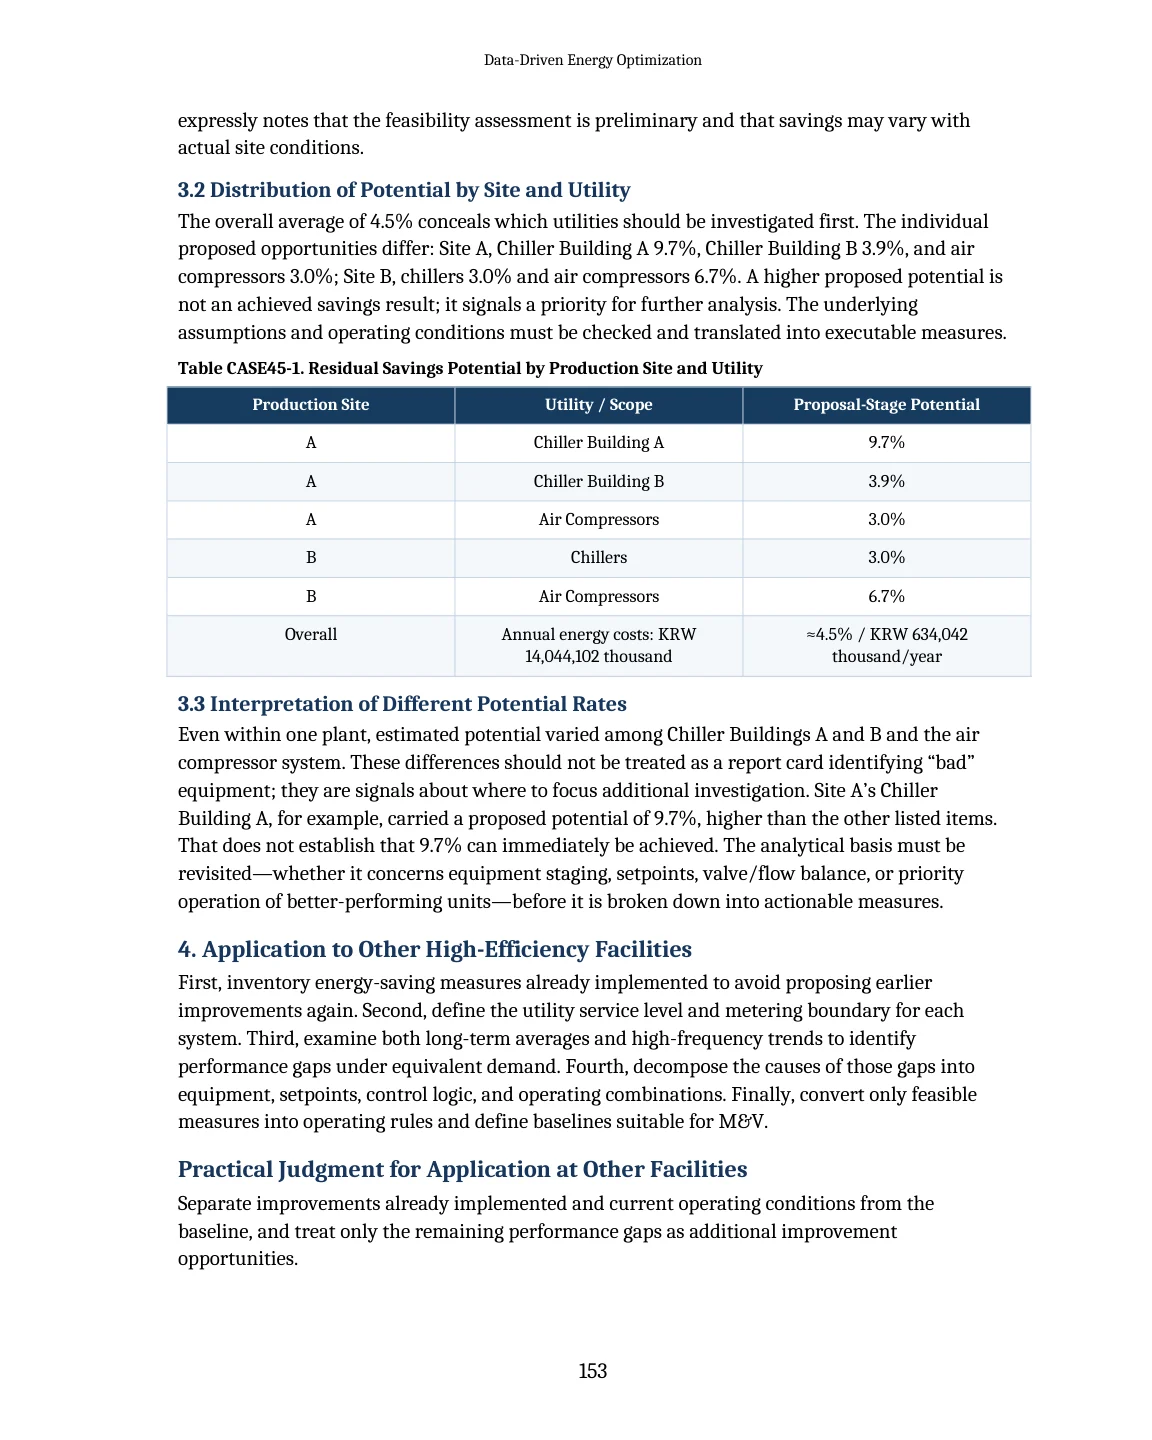 Data-Driven Energy Optimization
expressly notes that the feasibility assessment is preliminary and that savings may vary with
actual site conditions.
3.2 Distribution of Potential by Site and Utility
The overall average of 4.5% conceals which utilities should be investigated first. The individual
proposed opportunities differ: Site A, Chiller Building A 9.7%, Chiller Building B 3.9%, and air
compressors 3.0%; Site B, chillers 3.0% and air compressors 6.7%. A higher proposed potential is
not an achieved savings result; it signals a priority for further analysis. The underlying
assumptions and operating conditions must be checked and translated into executable measures.
Table CASE45-1. Residual Savings Potential by Production Site and Utility
Production Site Utility / Scope Proposal-Stage Potential
A Chiller Building A 9.7%
A Chiller Building B 3.9%
A Air Compressors 3.0%
B Chillers 3.0%
B Air Compressors 6.7%
Overall Annual energy costs: KRW ≈4.5% / KRW 634,042
14,044,102 thousand thousand/year
3.3 Interpretation of Different Potential Rates
Even within one plant, estimated potential varied among Chiller Buildings A and B and the air
compressor system. These differences should not be treated as a report card identifying “bad”
equipment; they are signals about where to focus additional investigation. Site A’s Chiller
Building A, for example, carried a proposed potential of 9.7%, higher than the other listed items.
That does not establish that 9.7% can immediately be achieved. The analytical basis must be
revisited—whether it concerns equipment staging, setpoints, valve/flow balance, or priority
operation of better-performing units—before it is broken down into actionable measures.
4. Application to Other High-Efficiency Facilities
First, inventory energy-saving measures already implemented to avoid proposing earlier
improvements again. Second, define the utility service level and metering boundary for each
system. Third, examine both long-term averages and high-frequency trends to identify
performance gaps under equivalent demand. Fourth, decompose the causes of those gaps into
equipment, setpoints, control logic, and operating combinations. Finally, convert only feasible
measures into operating rules and define baselines suitable for M&V.
Practical Judgment for Application at Other Facilities
Separate improvements already implemented and current operating conditions from the
baseline, and treat only the remaining performance gaps as additional improvement
opportunities.
153